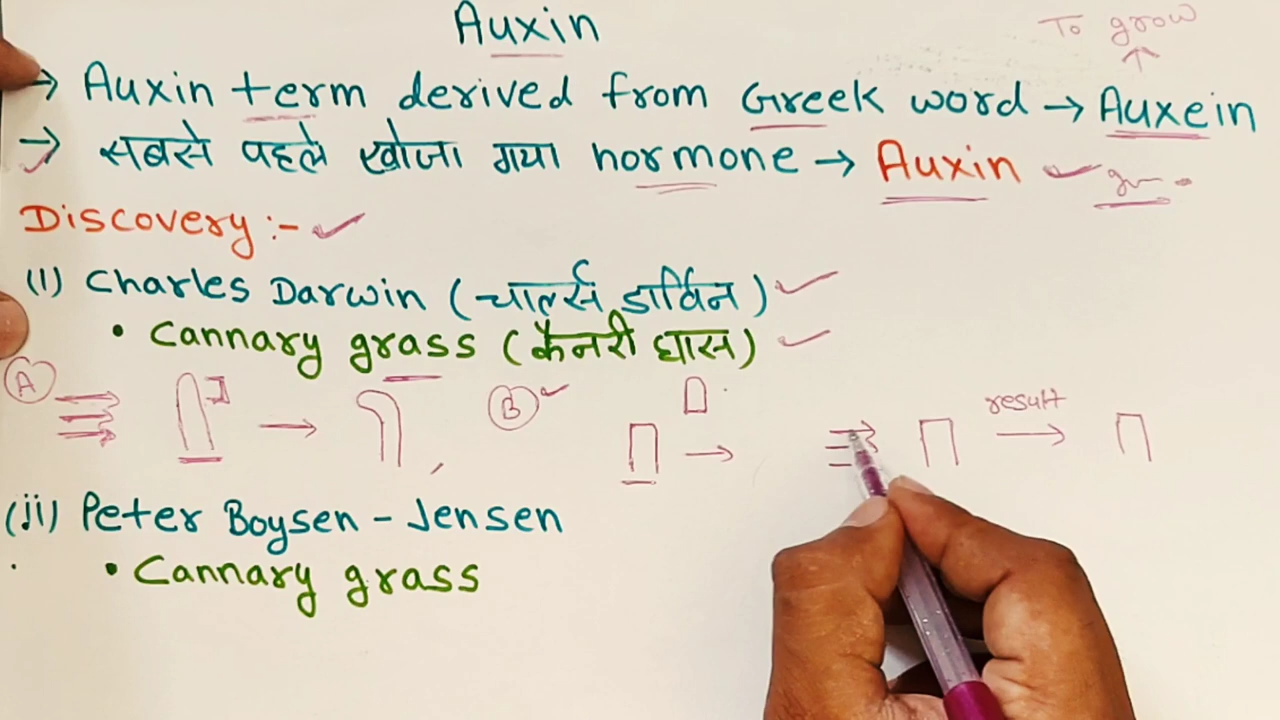 Auxin
To grow
→ Auxin term derived from Greek word → Auxein
→ सबसे पहले खोजा गया hormone → Auxin
Discovery :-
(i) Charles Darwin (चार्ल्स डार्विन)
• Cannary grass (कैनरी घास)
A
B
result
(ii) Peter Boysen - Jensen
• Cannary grass